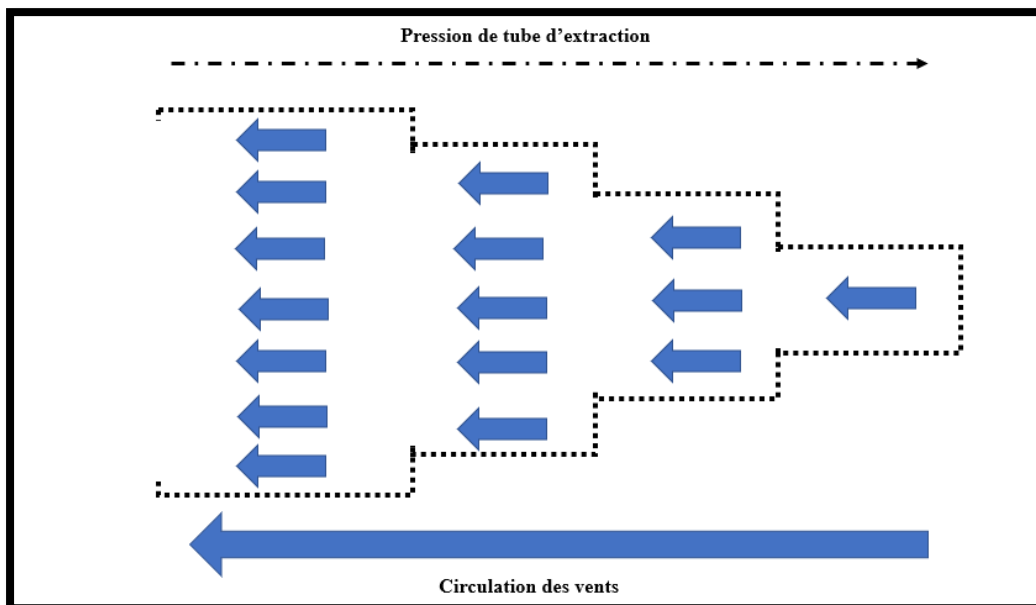 Pression de tube d’extraction
Circulation des vents